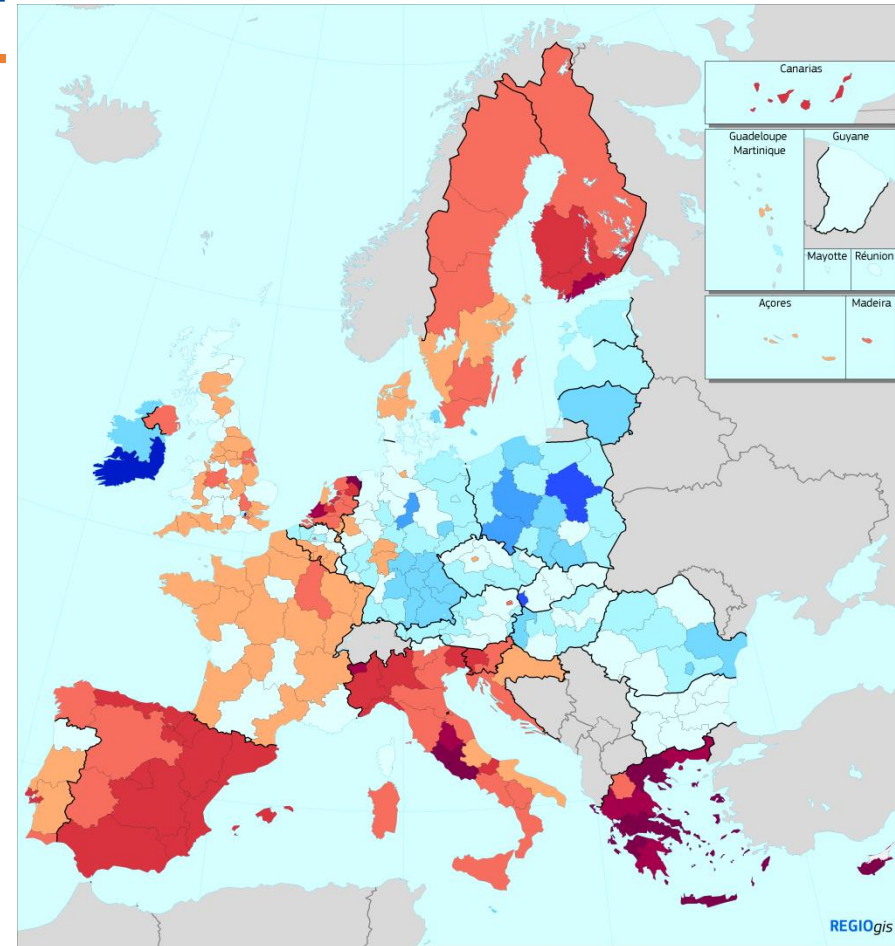 Canarias
Guadeloupe
Martinique
Guyane
Mayotte
Réunion
Açores
Madeira
REGIOgis